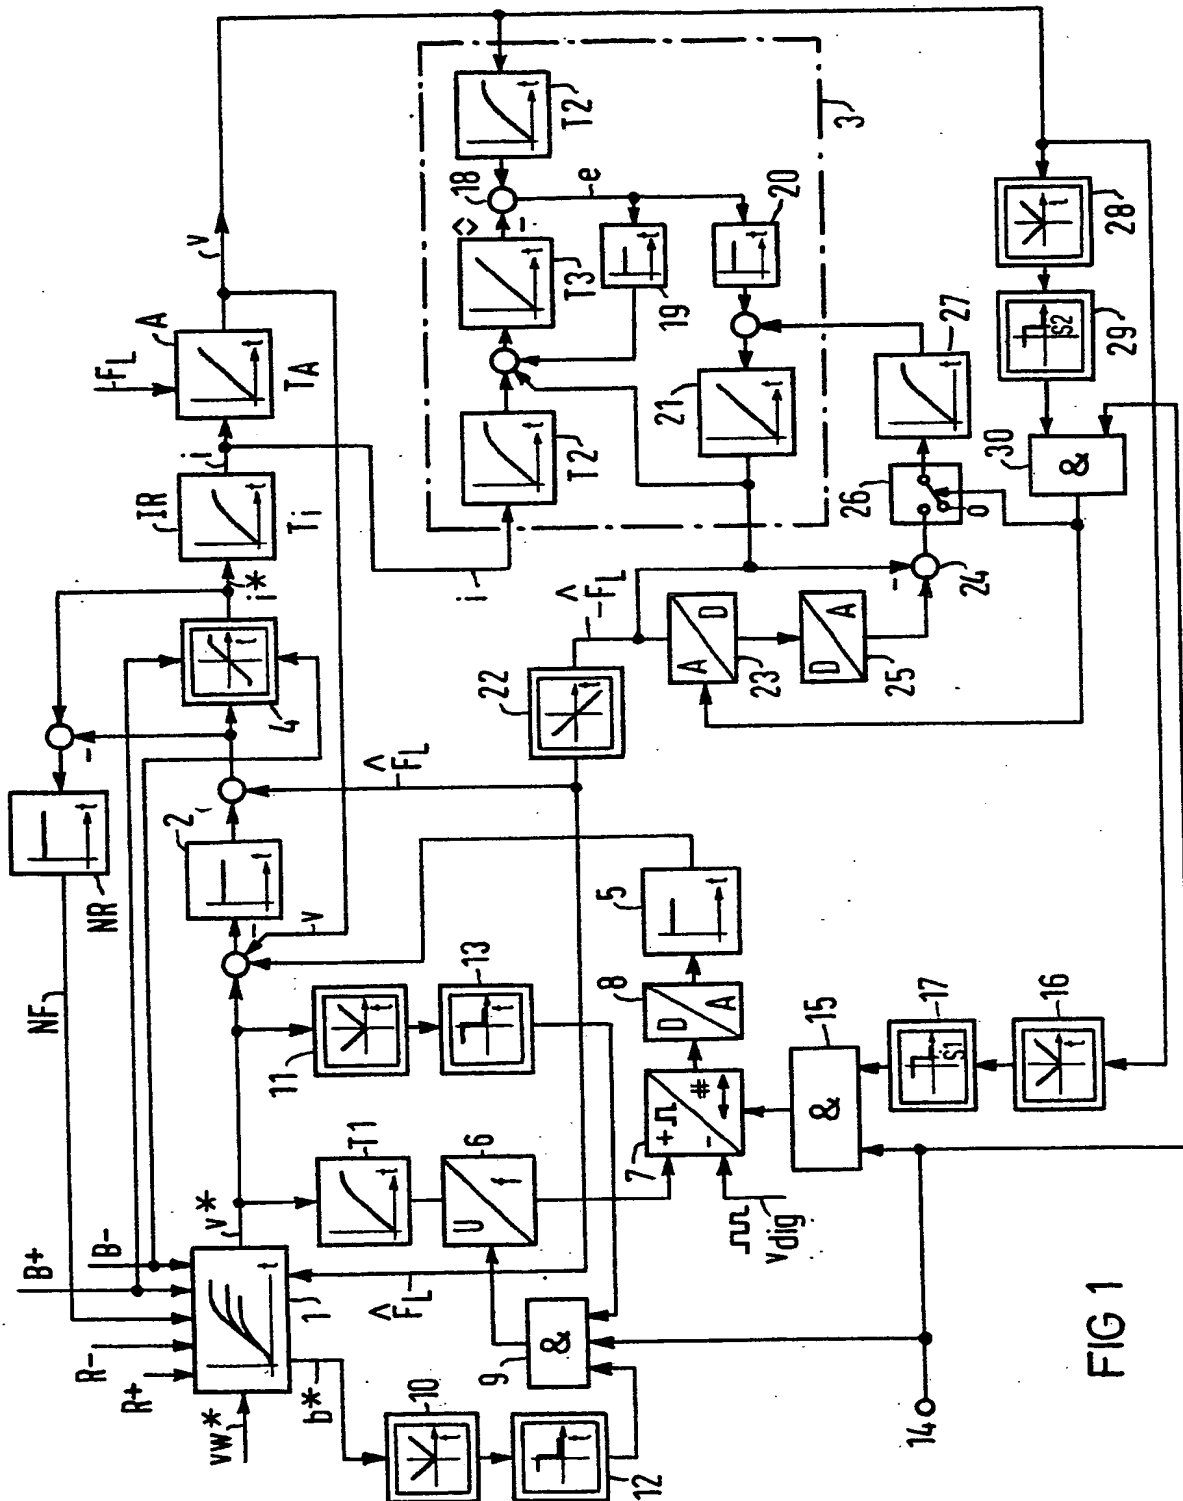 vw*
R+
R-
B+
B-
NF
NR
t
1
t
v*
b*
-F̂L
10
t
12
t
9
&
14
T1
t
6
U
f
11
t
13
t
7
+
-
#
vdig
8
D
A
5
t
15
&
17
S1
16
t
-
v
2
t
-F̂L
-
4
t
i*
IR
t
Ti
i
-FL
A
t
TA
v
i
22
t
-F̂L
A
D
23
D
A
25
-
24
26
0
27
t
30
&
29
S2
28
t
3
T2
t
T3
t
v̂
-
18
e
T2
t
19
t
20
t
21
t
FIG 1